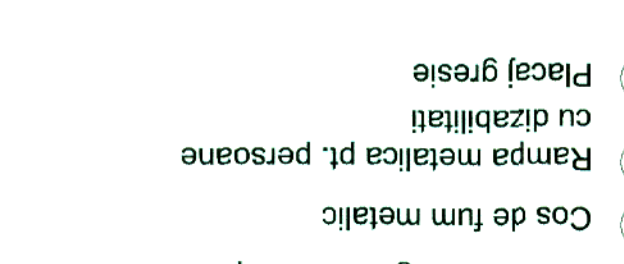 Cos de fum metalic
Rampa metalica pt. persoane
cu dizabilitati
Placaj gresie